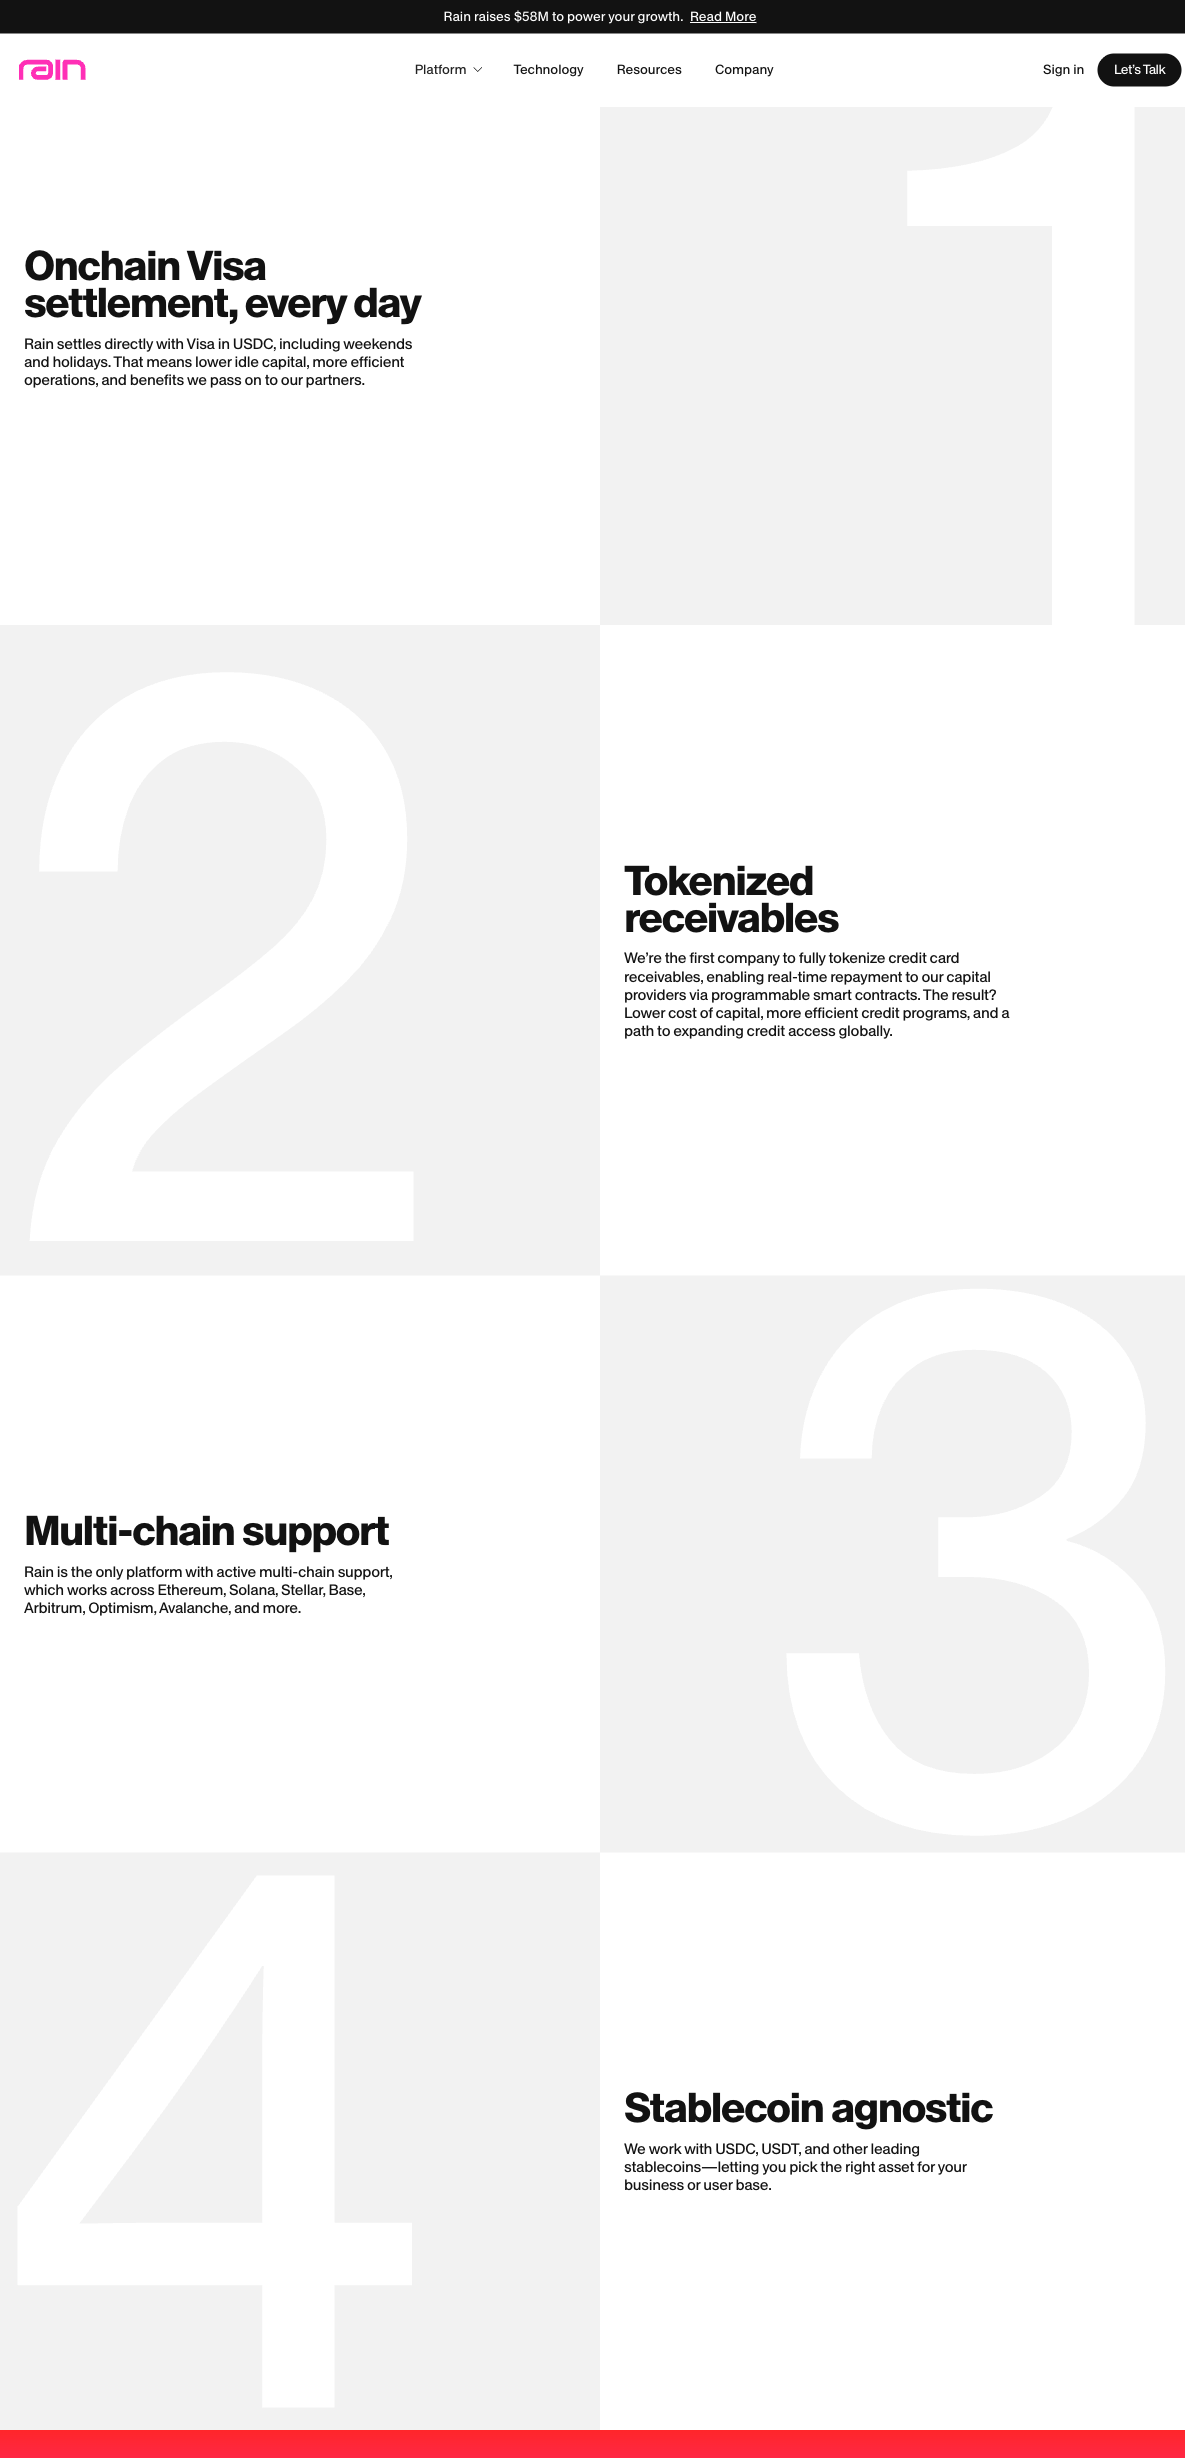 Rain raises $58M to power your growth. Read More
rain
Platform
Technology
Resources
Company
Sign in
Let's Talk
1
Onchain Visa
settlement, every day
Rain settles directly with Visa in USDC, including weekends
and holidays. That means lower idle capital, more efficient
operations, and benefits we pass on to our partners.
2
Tokenized
receivables
We’re the first company to fully tokenize credit card
receivables, enabling real-time repayment to our capital
providers via programmable smart contracts. The result?
Lower cost of capital, more efficient credit programs, and a
path to expanding credit access globally.
3
Multi-chain support
Rain is the only platform with active multi-chain support,
which works across Ethereum, Solana, Stellar, Base,
Arbitrum, Optimism, Avalanche, and more.
4
Stablecoin agnostic
We work with USDC, USDT, and other leading
stablecoins—letting you pick the right asset for your
business or user base.